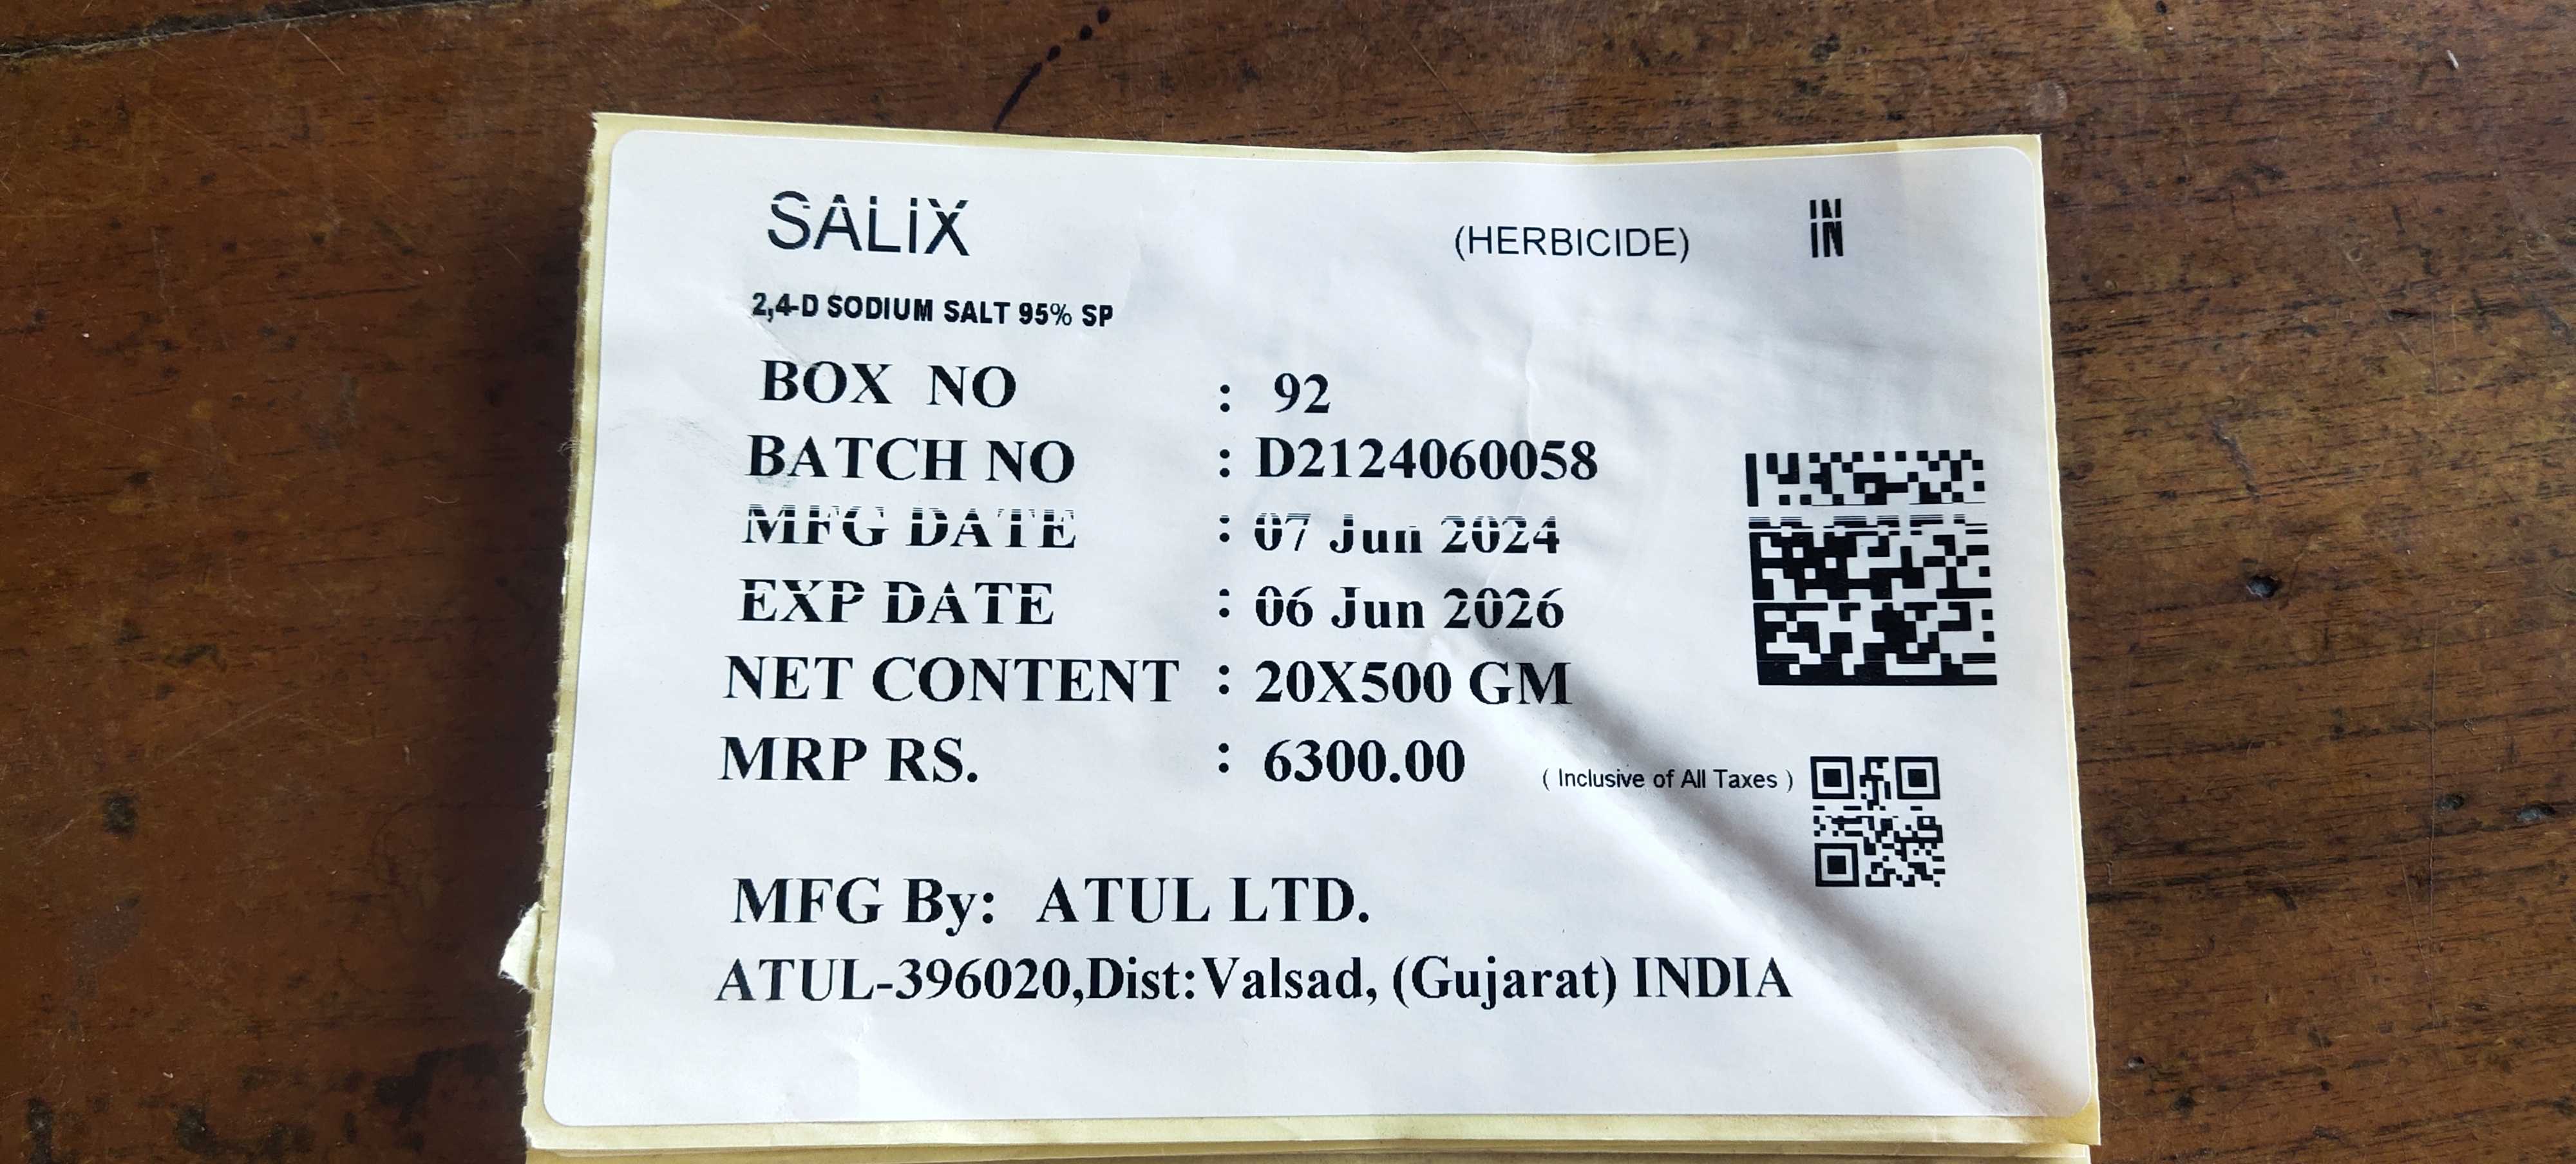 SALiX (HERBICIDE) IN
2,4-D SODIUM SALT 95% SP
BOX NO : 92
BATCH NO : D2124060058
MFG DATE : 07 Jun 2024
EXP DATE : 06 Jun 2026
NET CONTENT : 20X500 GM
MRP RS. : 6300.00 ( Inclusive of All Taxes )
MFG By: ATUL LTD.
ATUL-396020,Dist:Valsad, (Gujarat) INDIA